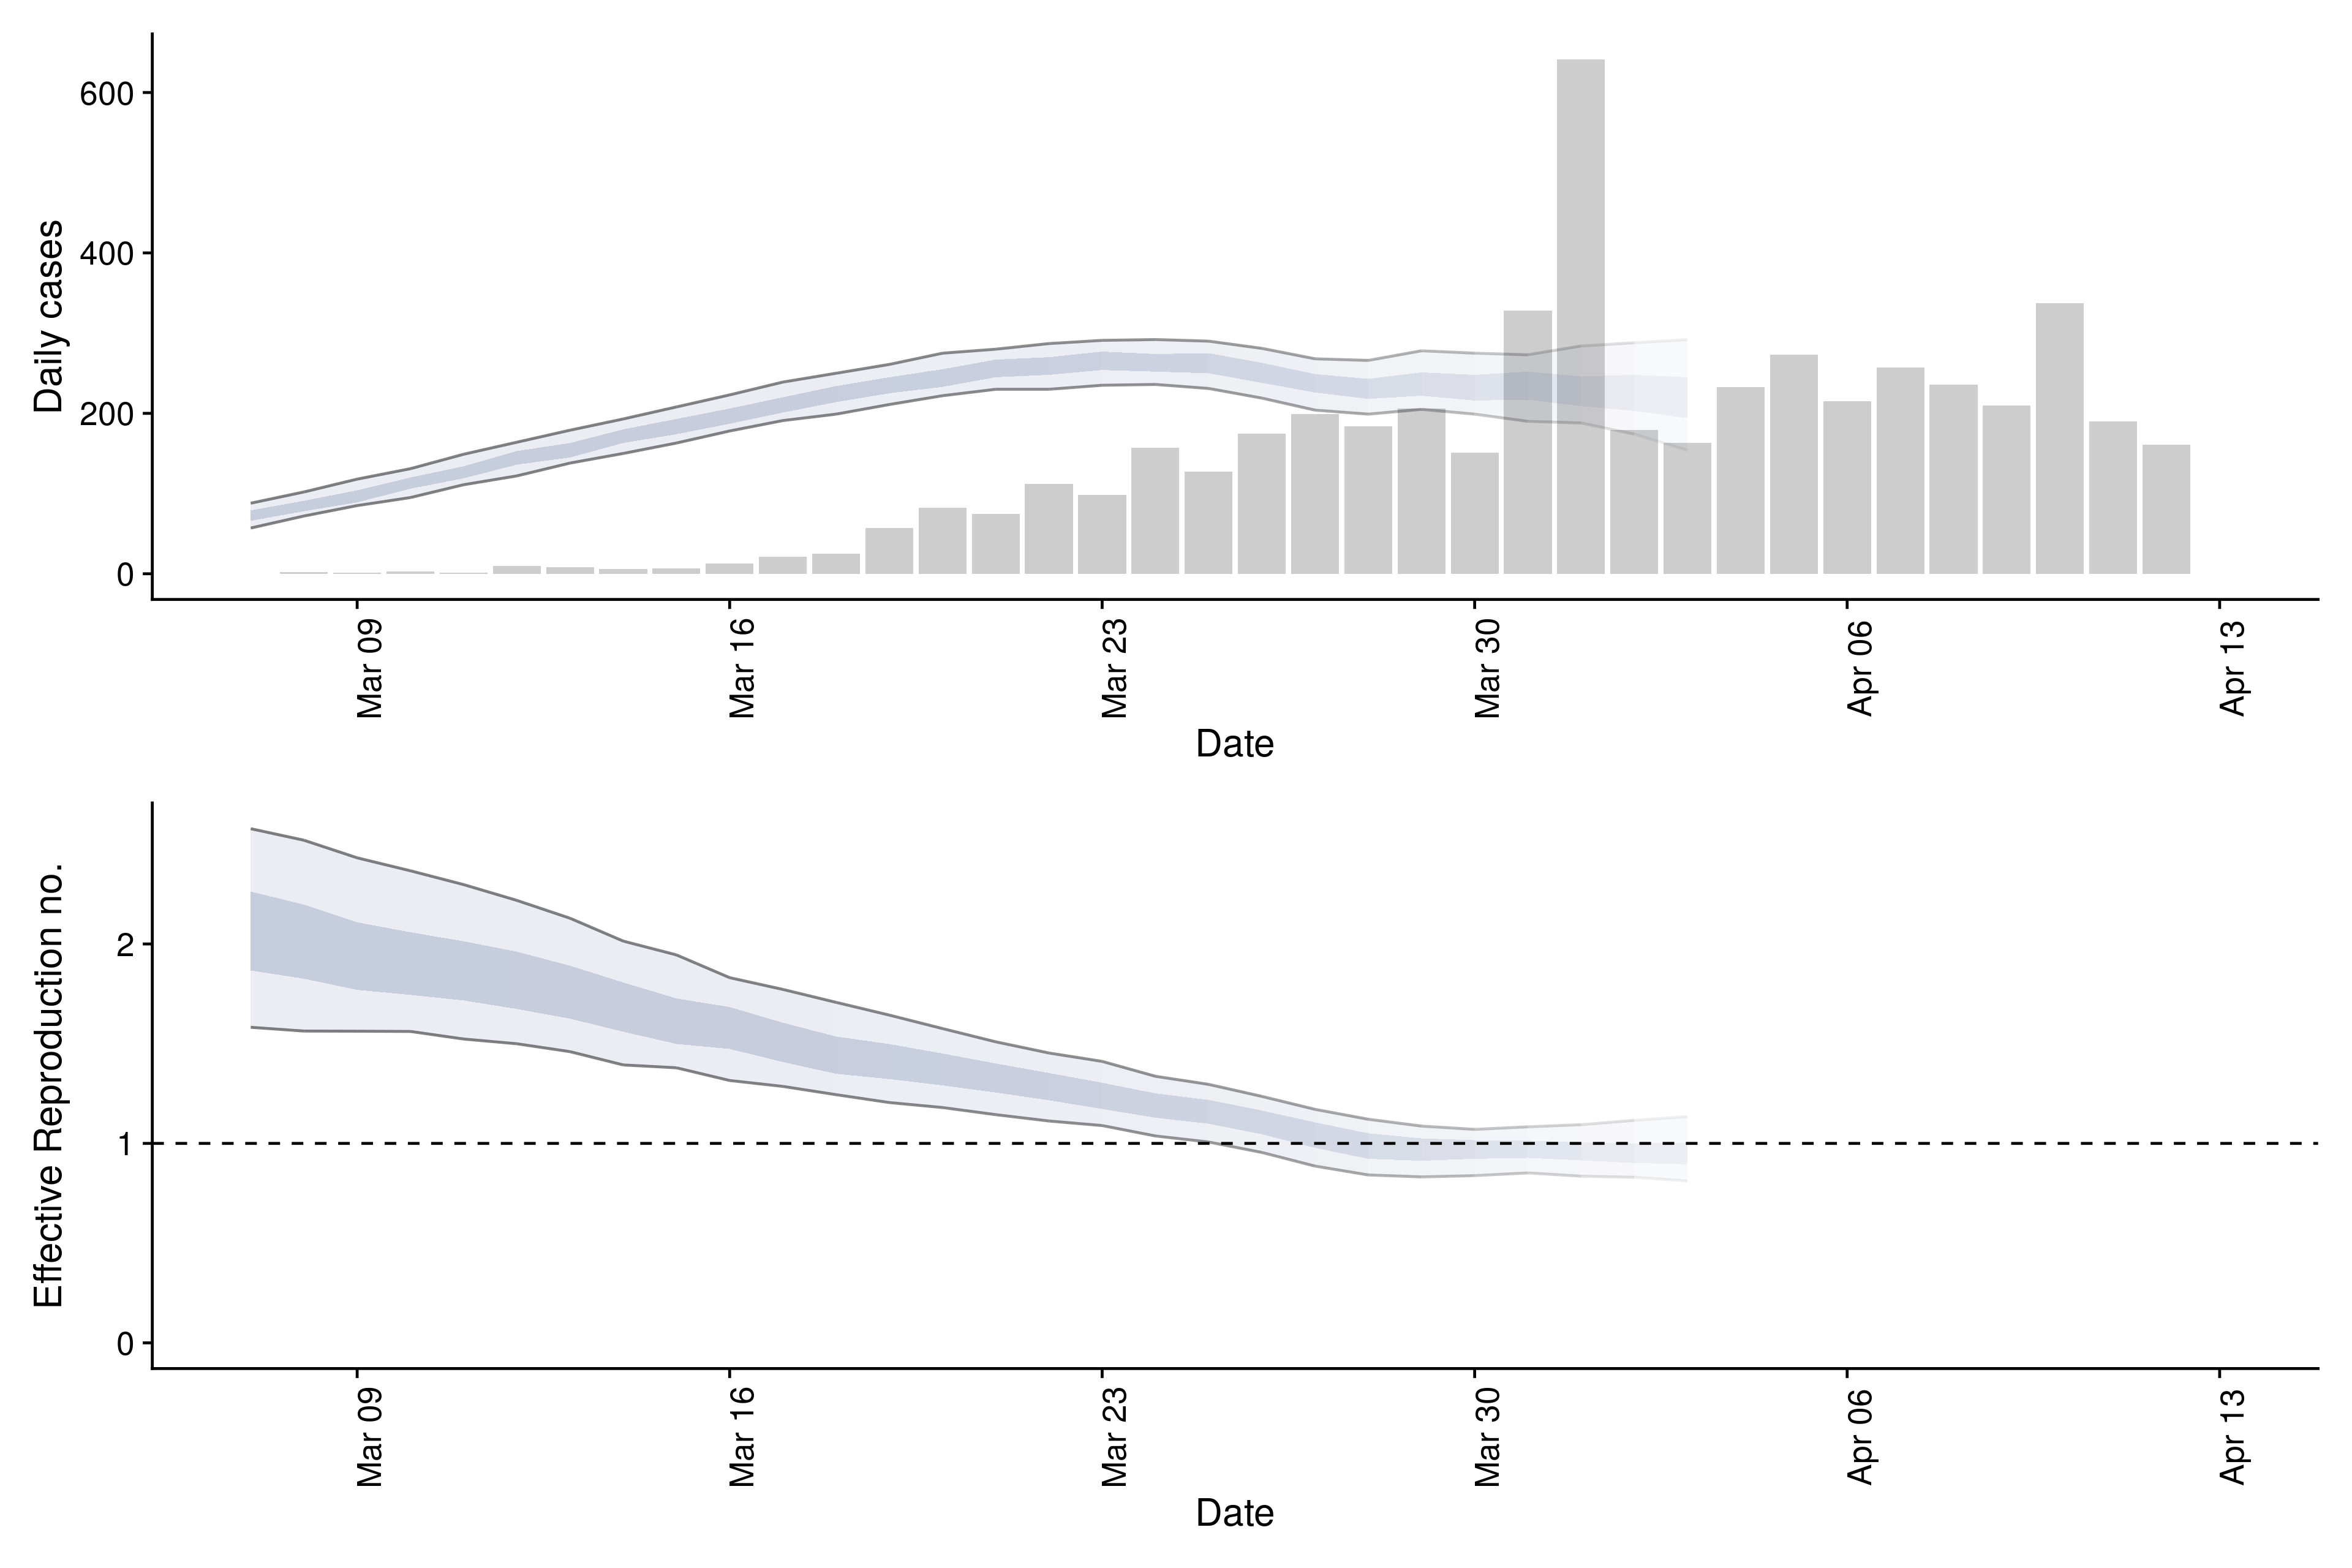 Daily cases
600
400
200
0
Mar 09
Mar 16
Mar 23
Mar 30
Apr 06
Apr 13
Date
Effective Reproduction no.
2
1
0
Mar 09
Mar 16
Mar 23
Mar 30
Apr 06
Apr 13
Date